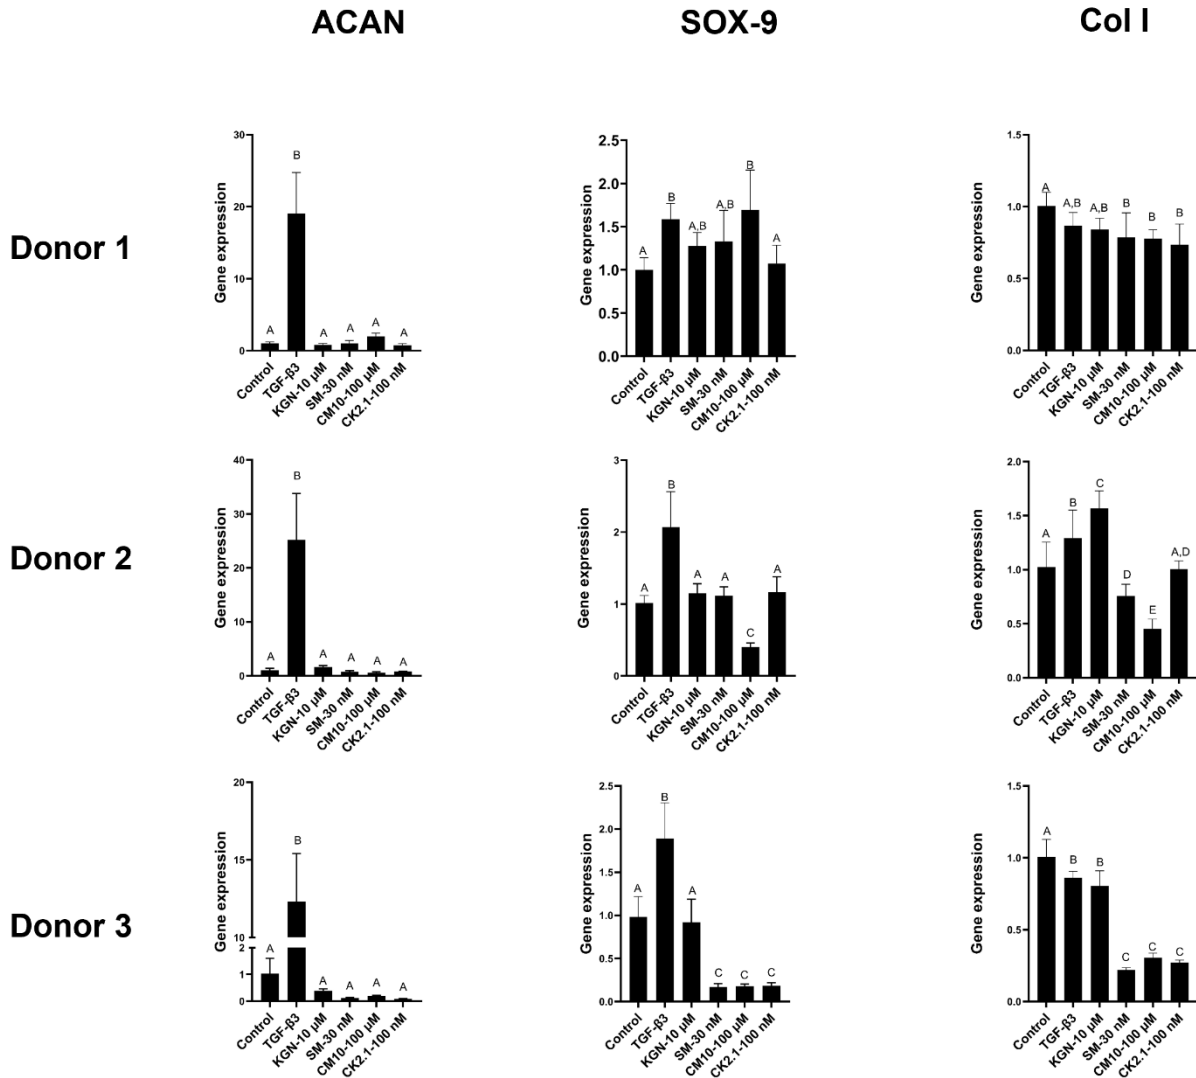 ACAN SOX-9 Col I
Donor 1
Gene expression
30
20
10
0
A B A A A A
Control TGF-β3 KGN-10 µM SM-30 nM CM10-100 µM CK2.1-100 nM
Gene expression
2.5
2.0
1.5
1.0
0.5
0.0
A B A,B A,B B A
Control TGF-β3 KGN-10 µM SM-30 nM CM10-100 µM CK2.1-100 nM
Gene expression
1.5
1.0
0.5
0.0
A A,B A,B B B B
Control TGF-β3 KGN-10 µM SM-30 nM CM10-100 µM CK2.1-100 nM
Donor 2
Gene expression
40
30
20
10
0
A B A A A A
Control TGF-β3 KGN-10 µM SM-30 nM CM10-100 µM CK2.1-100 nM
Gene expression
3
2
1
0
A B A A C A
Control TGF-β3 KGN-10 µM SM-30 nM CM10-100 µM CK2.1-100 nM
Gene expression
2.0
1.5
1.0
0.5
0.0
A B C D E A,D
Control TGF-β3 KGN-10 µM SM-30 nM CM10-100 µM CK2.1-100 nM
Donor 3
Gene expression
20
15
10
2
1
0
A B A A A A
Control TGF-β3 KGN-10 µM SM-30 nM CM10-100 µM CK2.1-100 nM
Gene expression
2.5
2.0
1.5
1.0
0.5
0.0
A B A C C C
Control TGF-β3 KGN-10 µM SM-30 nM CM10-100 µM CK2.1-100 nM
Gene expression
1.5
1.0
0.5
0.0
A B B C C C
Control TGF-β3 KGN-10 µM SM-30 nM CM10-100 µM CK2.1-100 nM